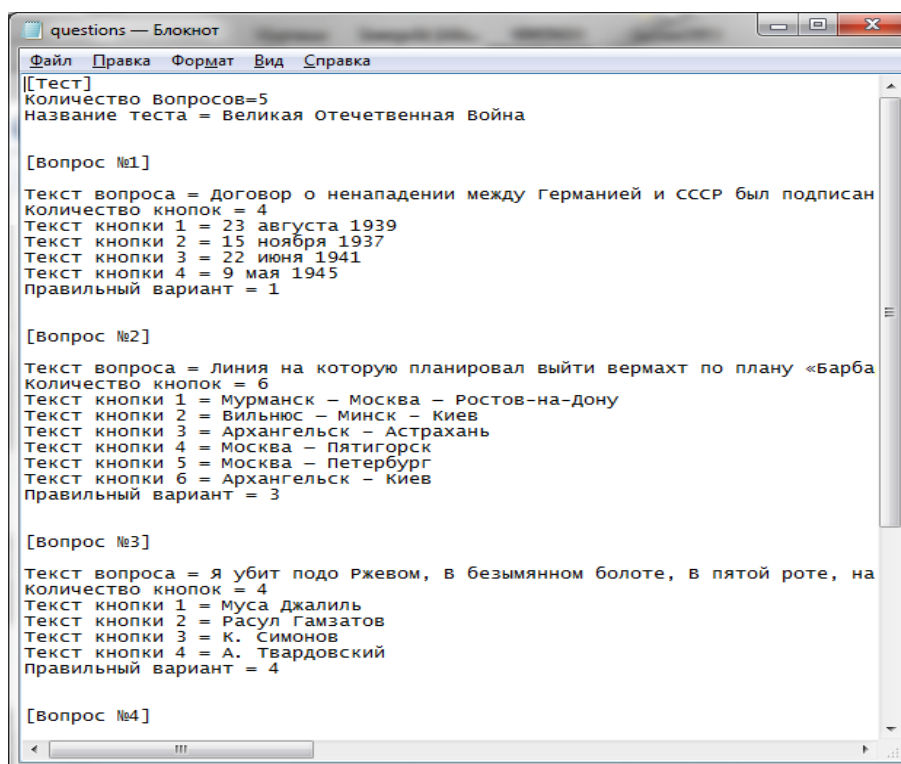 questions — Блокнот
Файл Правка Формат Вид Справка
[Тест]
Количество Вопросов=5
Название теста = Великая Отечетвенная Война
[Вопрос №1]
Текст вопроса = Договор о ненападении между Германией и СССР был подписан
Количество кнопок = 4
Текст кнопки 1 = 23 августа 1939
Текст кнопки 2 = 15 ноября 1937
Текст кнопки 3 = 22 июня 1941
Текст кнопки 4 = 9 мая 1945
Правильный вариант = 1
[Вопрос №2]
Текст вопроса = Линия на которую планировал выйти вермахт по плану «Барба
Количество кнопок = 6
Текст кнопки 1 = Мурманск – Москва – Ростов-на-Дону
Текст кнопки 2 = Вильнюс – Минск – Киев
Текст кнопки 3 = Архангельск – Астрахань
Текст кнопки 4 = Москва – Пятигорск
Текст кнопки 5 = Москва – Петербург
Текст кнопки 6 = Архангельск – Киев
Правильный вариант = 3
[Вопрос №3]
Текст вопроса = Я убит подо Ржевом, В безымянном болоте, В пятой роте, на
Количество кнопок = 4
Текст кнопки 1 = Муса Джалиль
Текст кнопки 2 = Расул Гамзатов
Текст кнопки 3 = К. Симонов
Текст кнопки 4 = А. Твардовский
Правильный вариант = 4
[Вопрос №4]